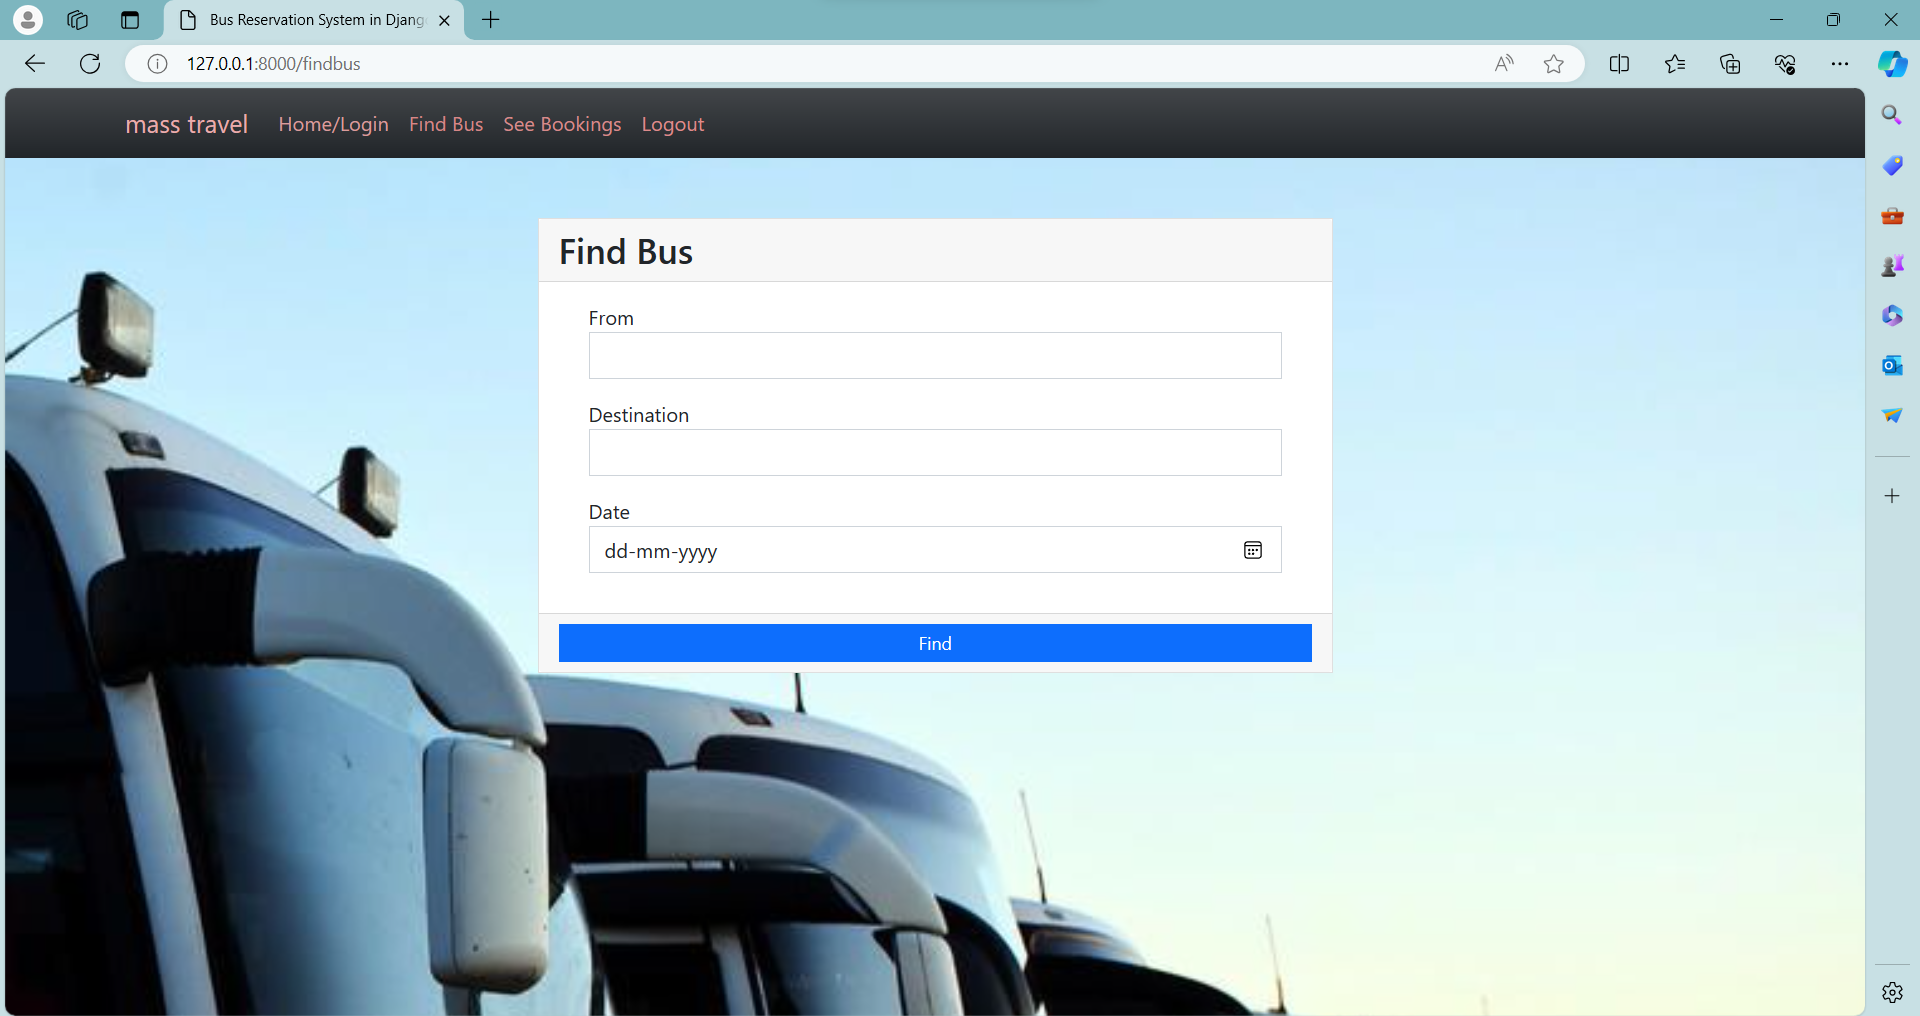 Bus Reservation System in Djang
127.0.0.1:8000/findbus
mass travel Home/Login Find Bus See Bookings Logout
Find Bus
From
Destination
Date
dd-mm-yyyy
Find